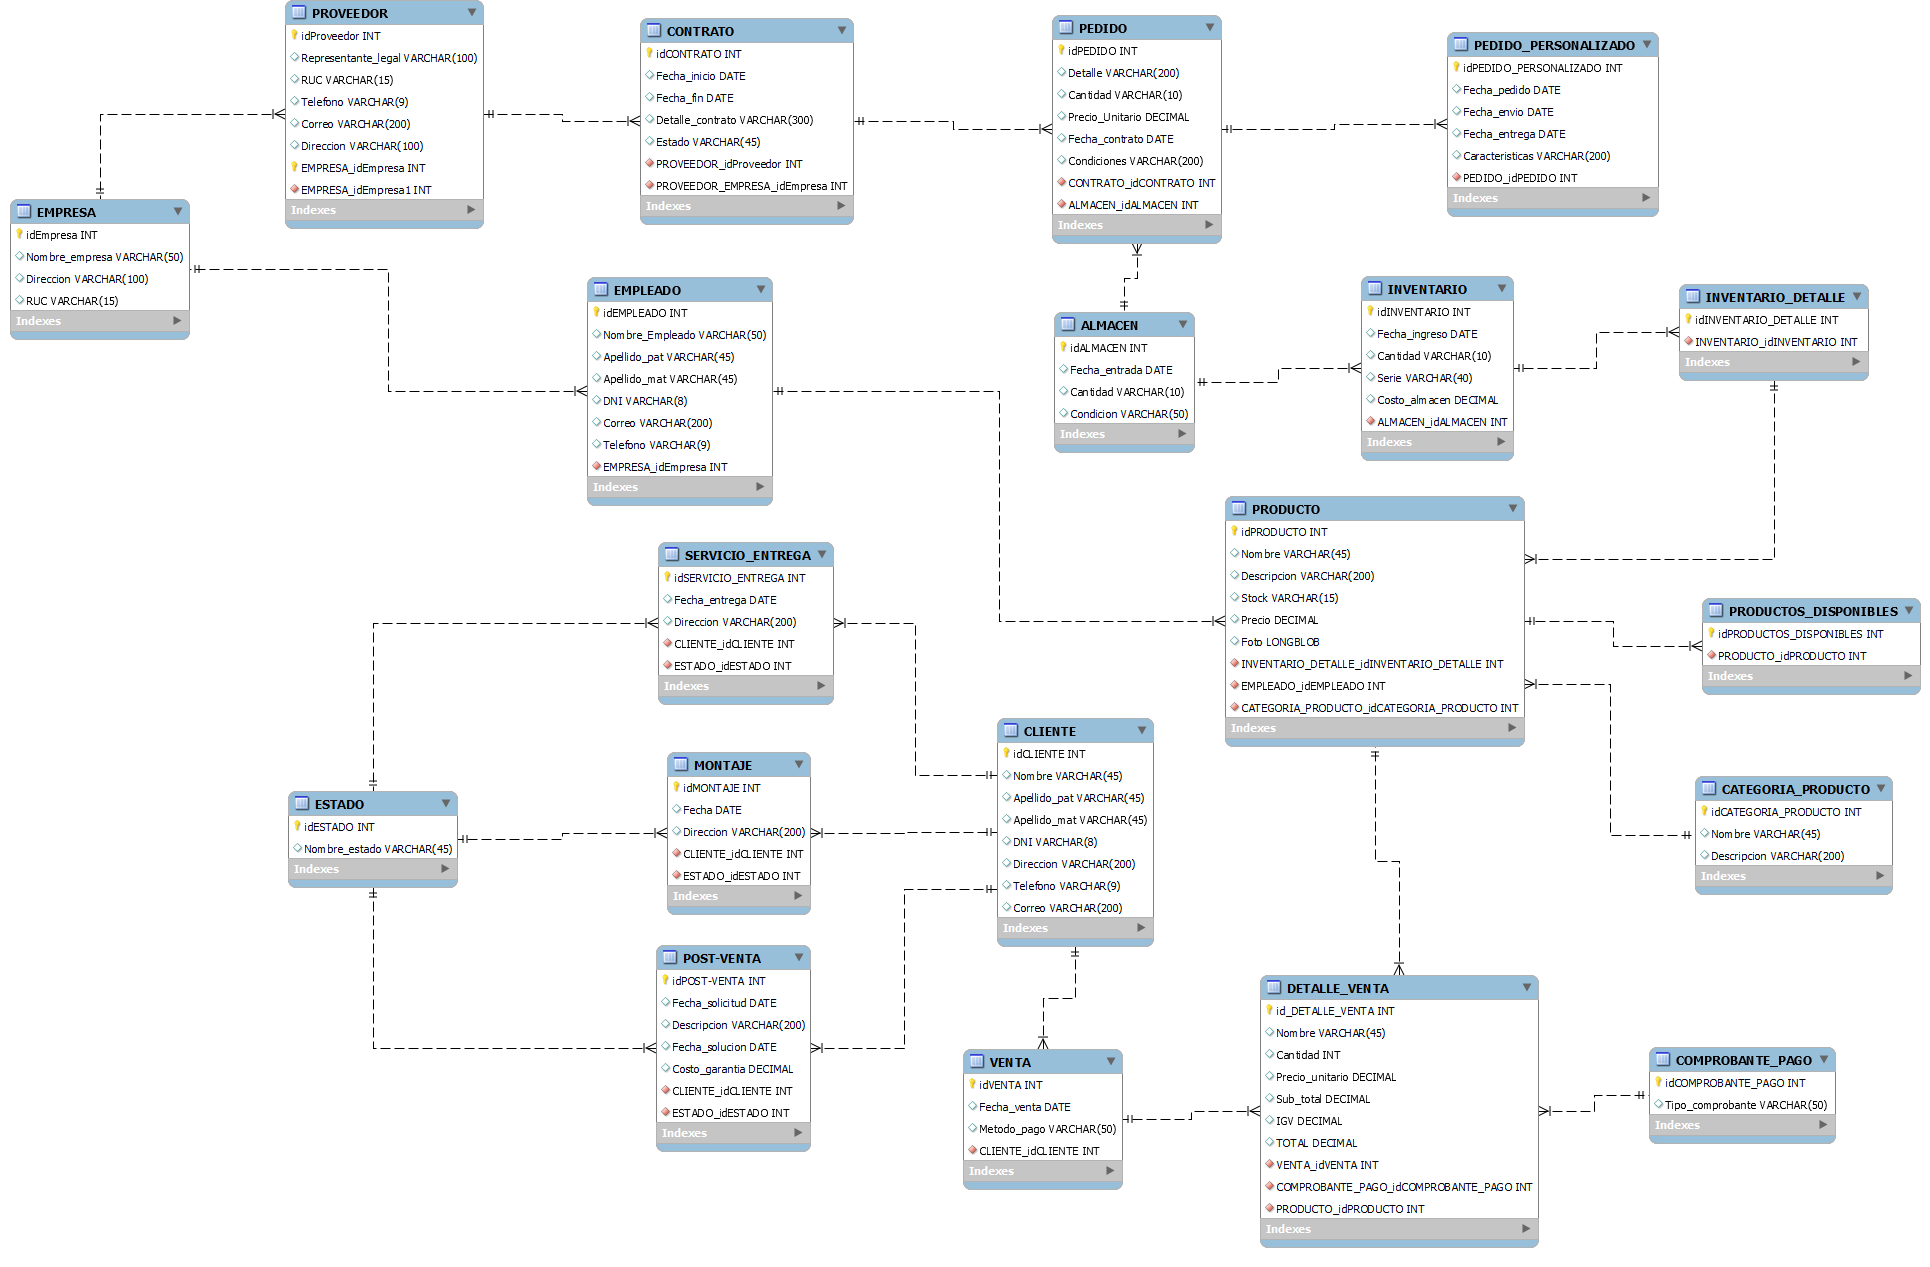 PROVEEDOR
idProveedor INT
Representante_legal VARCHAR(100)
RUC VARCHAR(15)
Telefono VARCHAR(9)
Correo VARCHAR(200)
Direccion VARCHAR(100)
EMPRESA_idEmpresa INT
EMPRESA_idEmpresa1 INT
Indexes
CONTRATO
idCONTRATO INT
Fecha_inicio DATE
Fecha_fin DATE
Detalle_contrato VARCHAR(300)
Estado VARCHAR(45)
PROVEEDOR_idProveedor INT
PROVEEDOR_EMPRESA_idEmpresa INT
Indexes
PEDIDO
idPEDIDO INT
Detalle VARCHAR(200)
Cantidad VARCHAR(10)
Precio_Unitario DECIMAL
Fecha_contrato DATE
Condiciones VARCHAR(200)
CONTRATO_idCONTRATO INT
ALMACEN_idALMACEN INT
Indexes
PEDIDO_PERSONALIZADO
idPEDIDO_PERSONALIZADO INT
Fecha_pedido DATE
Fecha_envio DATE
Fecha_entrega DATE
Caracteristicas VARCHAR(200)
PEDIDO_idPEDIDO INT
Indexes
EMPRESA
idEmpresa INT
Nombre_empresa VARCHAR(50)
Direccion VARCHAR(100)
RUC VARCHAR(15)
Indexes
EMPLEADO
idEMPLEADO INT
Nombre_Empleado VARCHAR(50)
Apellido_pat VARCHAR(45)
Apellido_mat VARCHAR(45)
DNI VARCHAR(8)
Correo VARCHAR(200)
Telefono VARCHAR(9)
EMPRESA_idEmpresa INT
Indexes
ALMACEN
idALMACEN INT
Fecha_entrada DATE
Cantidad VARCHAR(10)
Condicion VARCHAR(50)
Indexes
INVENTARIO
idINVENTARIO INT
Fecha_ingreso DATE
Cantidad VARCHAR(10)
Serie VARCHAR(40)
Costo_almacen DECIMAL
ALMACEN_idALMACEN INT
Indexes
INVENTARIO_DETALLE
idINVENTARIO_DETALLE INT
INVENTARIO_idINVENTARIO INT
Indexes
PRODUCTO
idPRODUCTO INT
Nombre VARCHAR(45)
Descripcion VARCHAR(200)
Stock VARCHAR(15)
Precio DECIMAL
Foto LONGBLOB
INVENTARIO_DETALLE_idINVENTARIO_DETALLE INT
EMPLEADO_idEMPLEADO INT
CATEGORIA_PRODUCTO_idCATEGORIA_PRODUCTO INT
Indexes
SERVICIO_ENTREGA
idSERVICIO_ENTREGA INT
Fecha_entrega DATE
Direccion VARCHAR(200)
CLIENTE_idCLIENTE INT
ESTADO_idESTADO INT
Indexes
PRODUCTOS_DISPONIBLES
idPRODUCTOS_DISPONIBLES INT
PRODUCTO_idPRODUCTO INT
Indexes
CLIENTE
idCLIENTE INT
Nombre VARCHAR(45)
Apellido_pat VARCHAR(45)
Apellido_mat VARCHAR(45)
DNI VARCHAR(8)
Direccion VARCHAR(200)
Telefono VARCHAR(9)
Correo VARCHAR(200)
Indexes
MONTAJE
idMONTAJE INT
Fecha DATE
Direccion VARCHAR(200)
CLIENTE_idCLIENTE INT
ESTADO_idESTADO INT
Indexes
CATEGORIA_PRODUCTO
idCATEGORIA_PRODUCTO INT
Nombre VARCHAR(45)
Descripcion VARCHAR(200)
Indexes
ESTADO
idESTADO INT
Nombre_estado VARCHAR(45)
Indexes
POST-VENTA
idPOST-VENTA INT
Fecha_solicitud DATE
Descripcion VARCHAR(200)
Fecha_solucion DATE
Costo_garantia DECIMAL
CLIENTE_idCLIENTE INT
ESTADO_idESTADO INT
Indexes
VENTA
idVENTA INT
Fecha_venta DATE
Metodo_pago VARCHAR(50)
CLIENTE_idCLIENTE INT
Indexes
DETALLE_VENTA
id_DETALLE_VENTA INT
Nombre VARCHAR(45)
Cantidad INT
Precio_unitario DECIMAL
Sub_total DECIMAL
IGV DECIMAL
TOTAL DECIMAL
VENTA_idVENTA INT
COMPROBANTE_PAGO_idCOMPROBANTE_PAGO INT
PRODUCTO_idPRODUCTO INT
Indexes
COMPROBANTE_PAGO
idCOMPROBANTE_PAGO INT
Tipo_comprobante VARCHAR(50)
Indexes